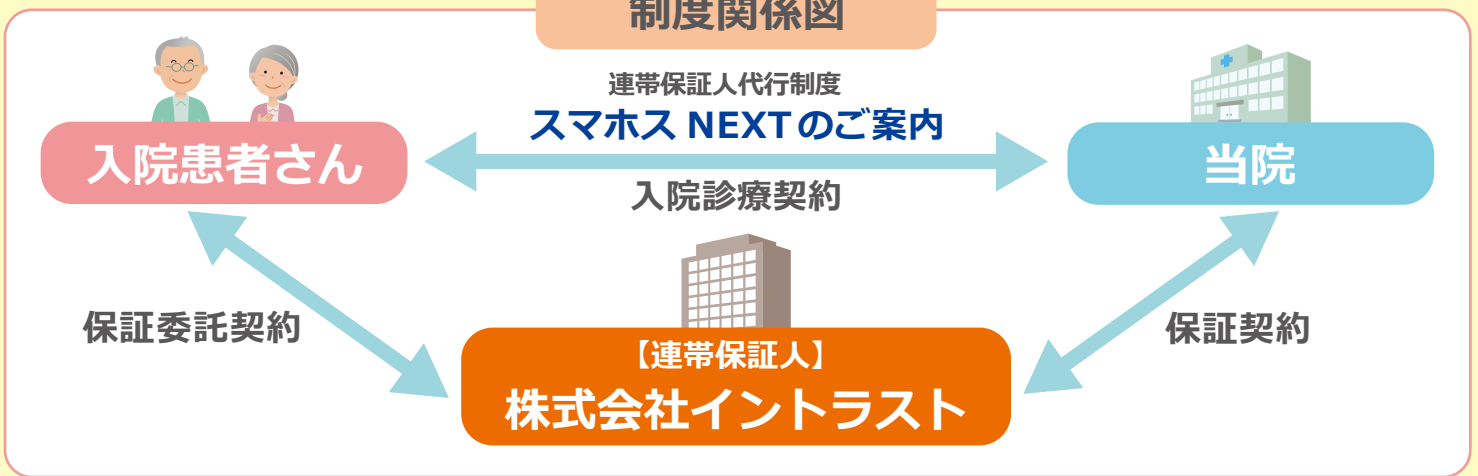 制度関係図
連帯保証人代行制度
スマホス NEXTのご案内
入院患者さん
当院
入院診療契約
保証委託契約
保証契約
【連帯保証人】
株式会社イントラスト